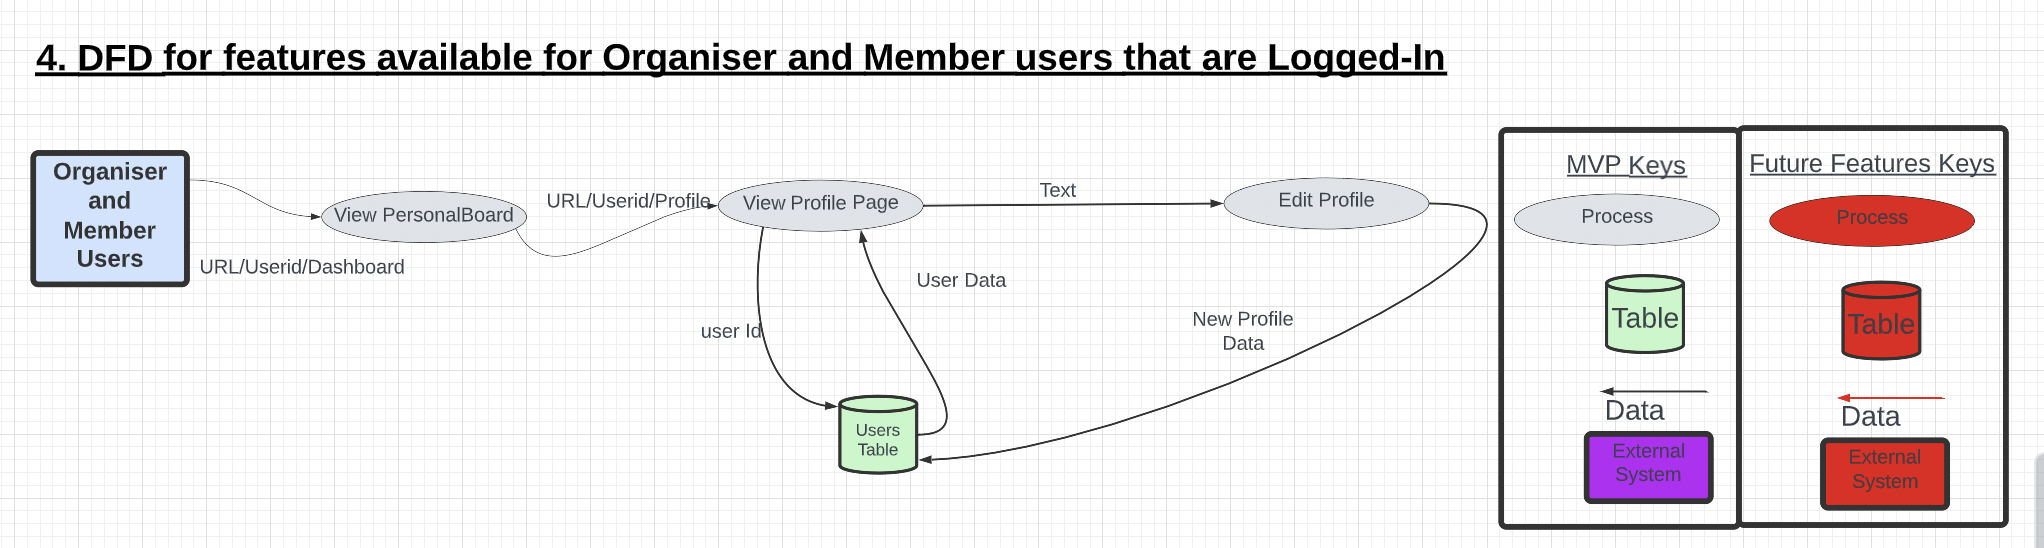 4. DFD for features available for Organiser and Member users that are Logged-In
Organiser
and
Member
Users
URL/Userid/Dashboard
View PersonalBoard
URL/Userid/Profile
View Profile Page
Text
Edit Profile
user Id
User Data
New Profile
Data
Users
Table
MVP Keys
Process
Table
Data
External
System
Future Features Keys
Process
Table
Data
External
System